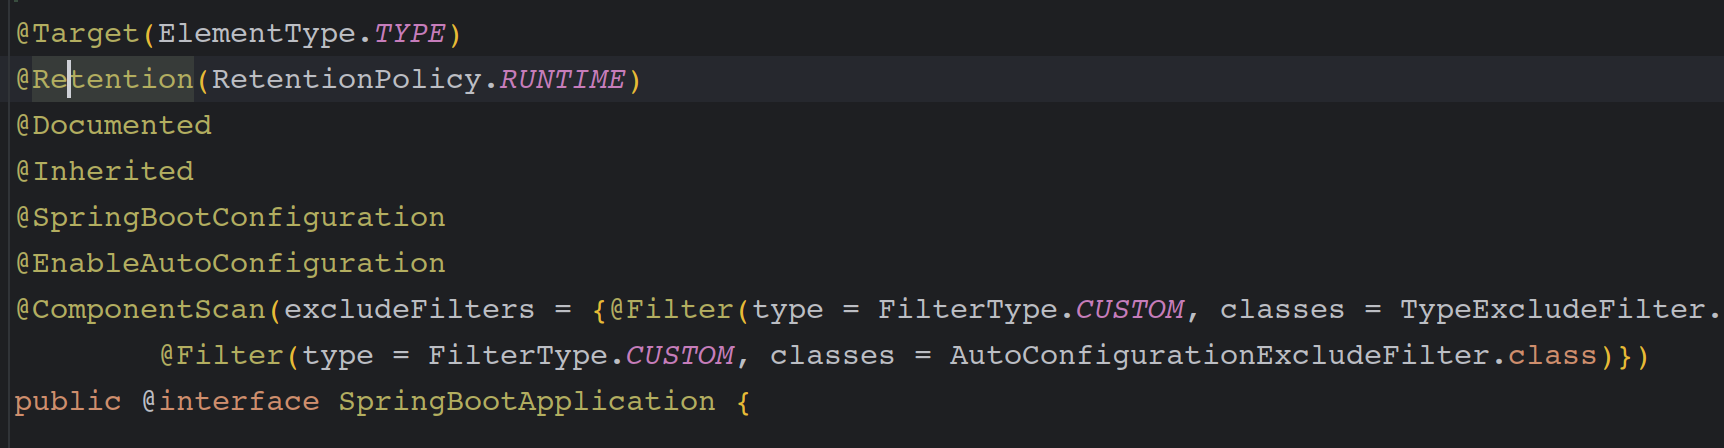 @Target(ElementType.TYPE)
@Retention(RetentionPolicy.RUNTIME)
@Documented
@Inherited
@SpringBootConfiguration
@EnableAutoConfiguration
@ComponentScan(excludeFilters = {@Filter(type = FilterType.CUSTOM, classes = TypeExcludeFilter.
@Filter(type = FilterType.CUSTOM, classes = AutoConfigurationExcludeFilter.class)})
public @interface SpringBootApplication {